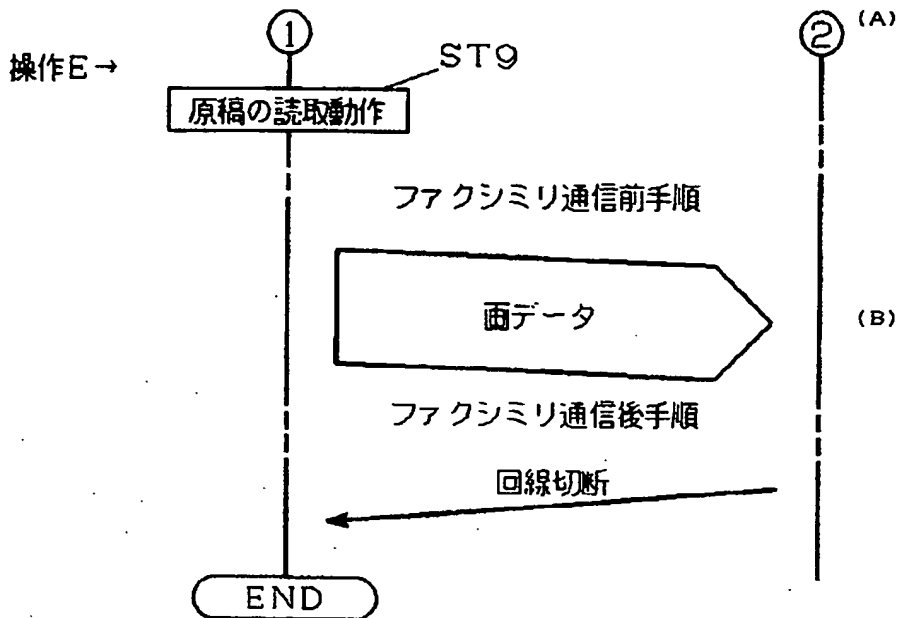 ① ② (A)
操作E→ ST9
原稿の読取動作
ファクシミリ通信前手順
画データ (B)
ファクシミリ通信後手順
回線切断
END